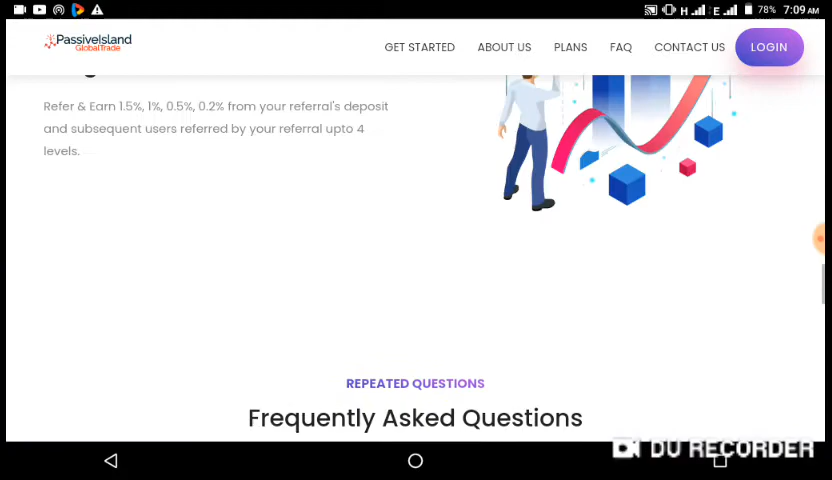 H E 78% 7:09 AM
PassiveIsland
GlobalTrade
GET STARTED ABOUT US PLANS FAQ CONTACT US LOGIN
Refer & Earn 1.5%, 1%, 0.5%, 0.2% from your referral's deposit
and subsequent users referred by your referral upto 4
levels.
REPEATED QUESTIONS
Frequently Asked Questions
DU RECORDER